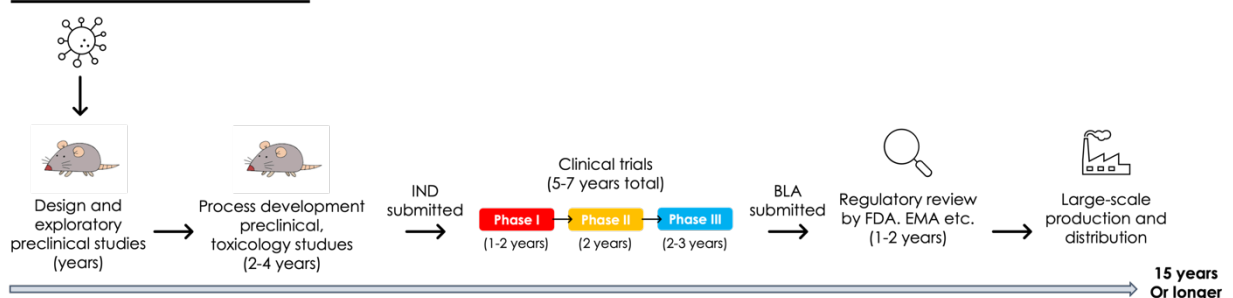 Design and
exploratory
preclinical studies
(years)
Process development
preclinical,
toxicology studues
(2-4 years)
IND
submitted
Clinical trials
(5-7 years total)
Phase I
Phase II
Phase III
(1-2 years)
(2 years)
(2-3 years)
BLA
submitted
Regulatory review
by FDA. EMA etc.
(1-2 years)
Large-scale
production and
distribution
15 years
Or longer